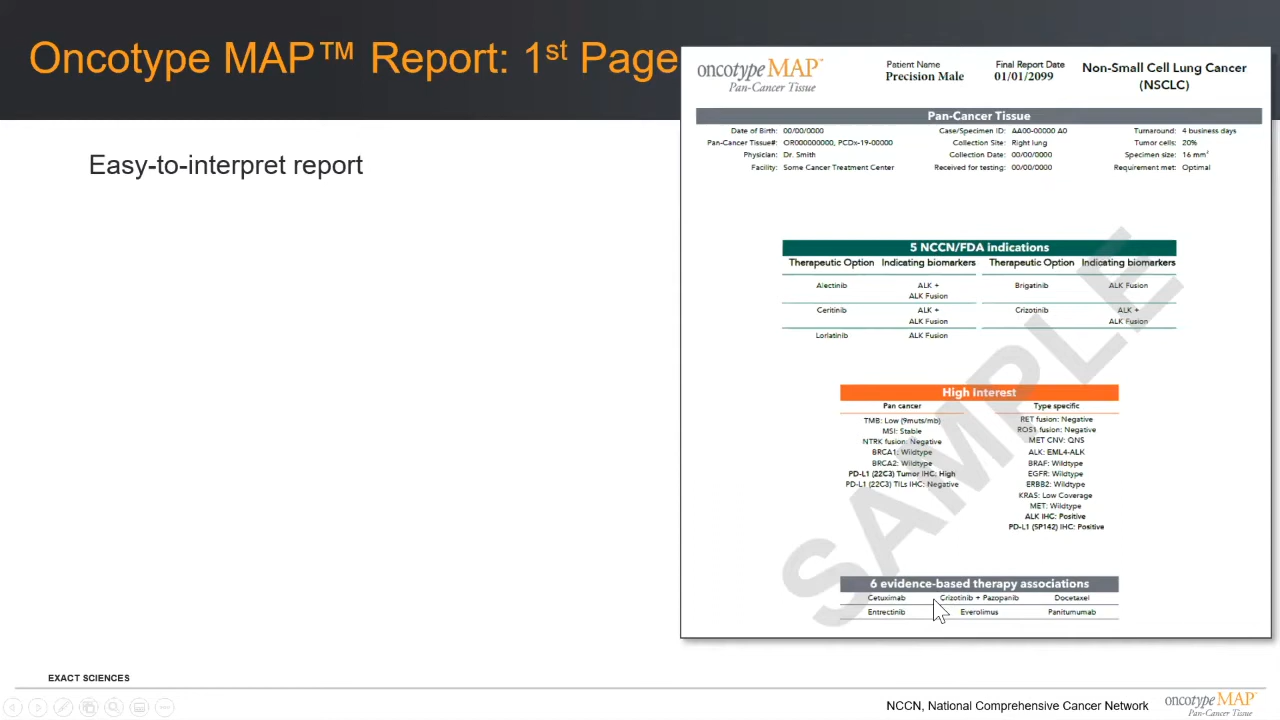 Oncotype MAP™ Report: 1st Page
Easy-to-interpret report
oncotype MAP™
Pan-Cancer Tissue
Patient Name
Precision Male
Final Report Date
01/01/2099
Non-Small Cell Lung Cancer
(NSCLC)
Pan-Cancer Tissue
Date of Birth: 00/00/0000
Pan-Cancer Tissue#: OR000000000, PCDx-19-00000
Physician: Dr. Smith
Facility: Some Cancer Treatment Center
Case/Specimen ID: AA00-00000 A0
Collection Site: Right lung
Collection Date: 00/00/0000
Received for testing: 00/00/0000
Turnaround: 4 business days
Tumor cells: 20%
Specimen size: 16 mm²
Requirement met: Optimal
5 NCCN/FDA indications
Therapeutic Option Indicating biomarkers Therapeutic Option Indicating biomarkers
Alectinib ALK + Brigatinib ALK Fusion
ALK Fusion
Ceritinib ALK + Crizotinib ALK +
ALK Fusion ALK Fusion
Lorlatinib ALK Fusion
High Interest
Pan cancer
TMB: Low (9muts/mb)
MSI: Stable
NTRK fusion: Negative
BRCA1: Wildtype
BRCA2: Wildtype
PD-L1 (22C3) Tumor IHC: High
PD-L1 (22C3) TILs IHC: Negative
Type specific
RET fusion: Negative
ROS1 fusion: Negative
MET CNV: QNS
ALK: EML4-ALK
BRAF: Wildtype
EGFR: Wildtype
ERBB2: Wildtype
KRAS: Low Coverage
MET: Wildtype
ALK IHC: Positive
PD-L1 (SP142) IHC: Positive
6 evidence-based therapy associations
Cetuximab Crizotinib + Pazopanib Docetaxel
Entrectinib Everolimus Panitumumab
SAMPLE
EXACT SCIENCES
NCCN, National Comprehensive Cancer Network
oncotype MAP™
Pan-Cancer Tissue